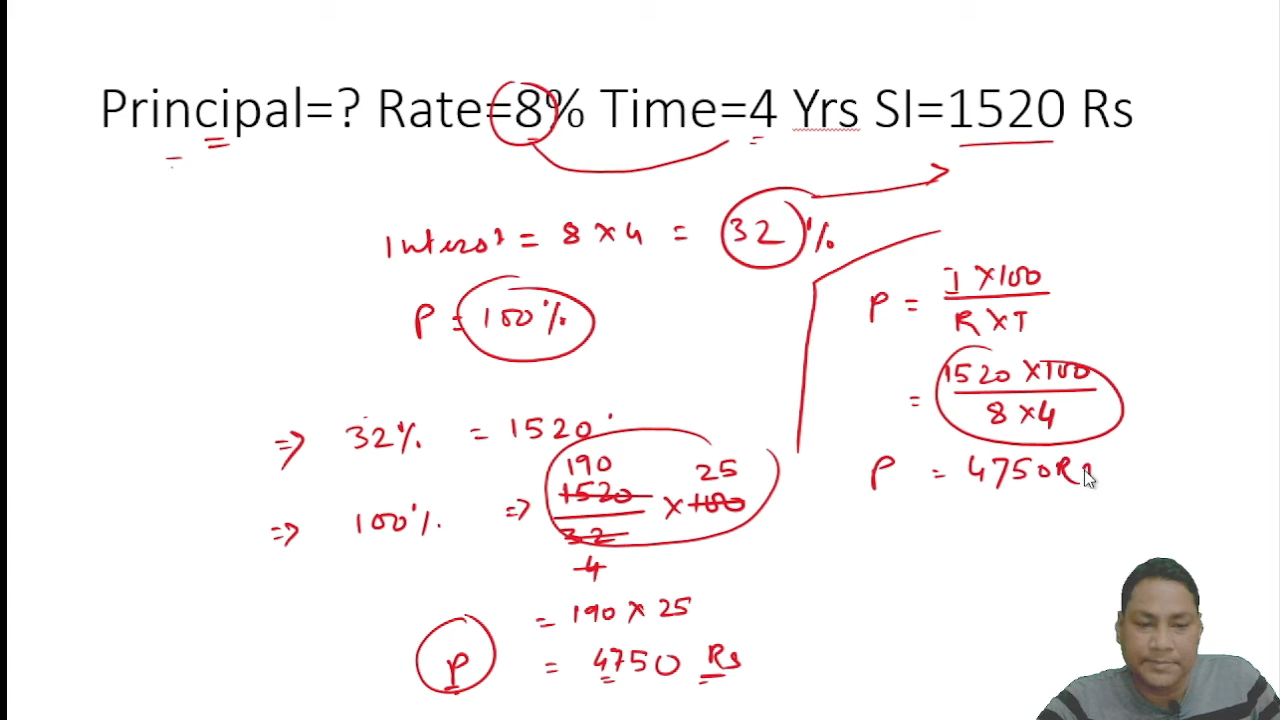 Principal=? Rate=8% Time=4 Yrs SI=1520 Rs
Interest = 8 × 4 = 32 %
P = 100%
⇒ 32% = 1520
⇒ 100% ⇒ 1520/32 × 100
190 25
4
= 190 × 25
P = 4750 Rs
P = I × 100 / R × T
= 1520 × 100 / 8 × 4
P = 4750 Rs